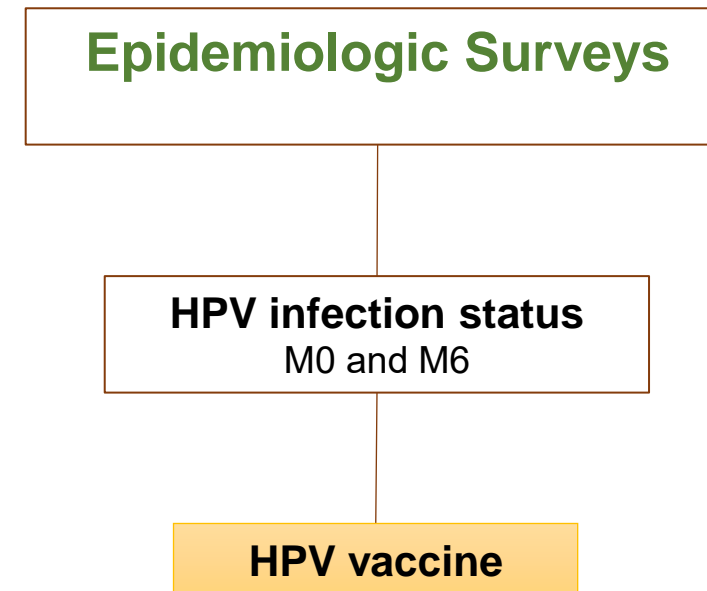 Epidemiologic Surveys
HPV infection status
M0 and M6
HPV vaccine